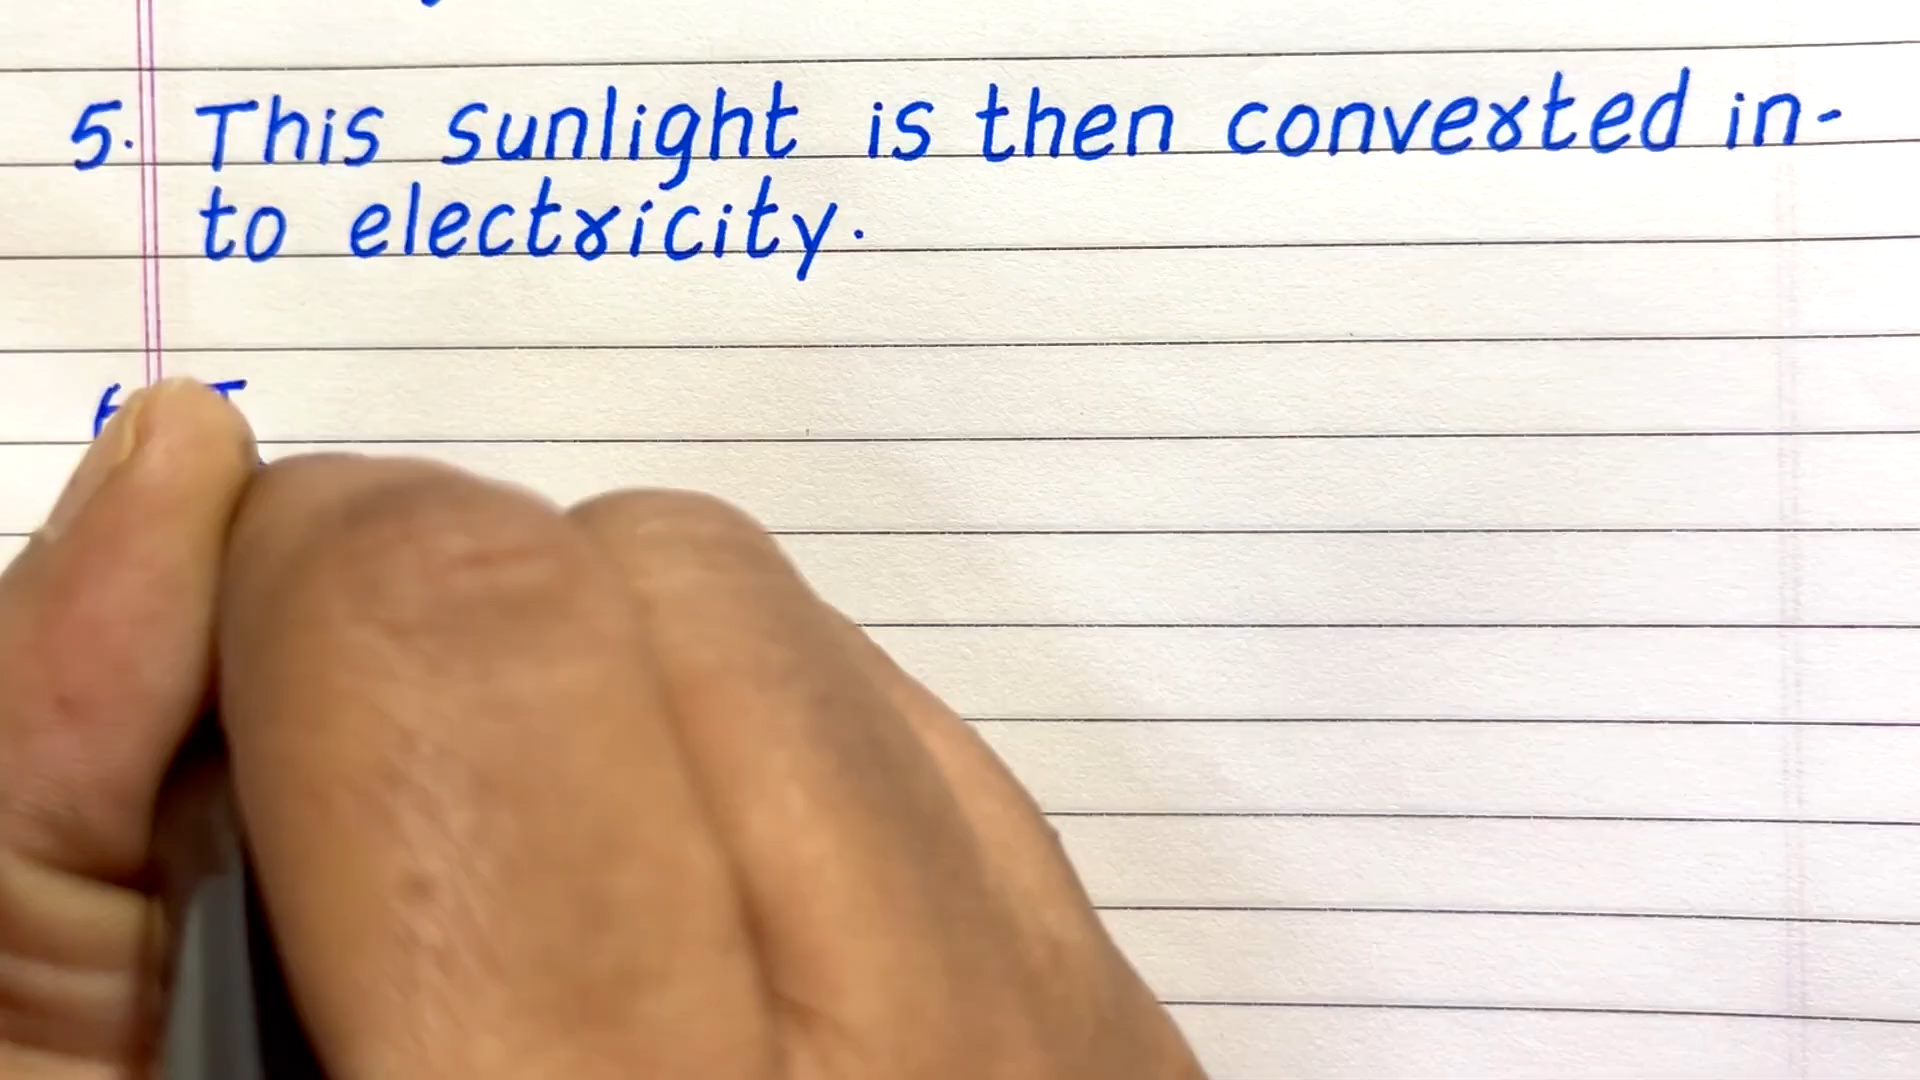 5. This sunlight is then converted in-
to electricity.